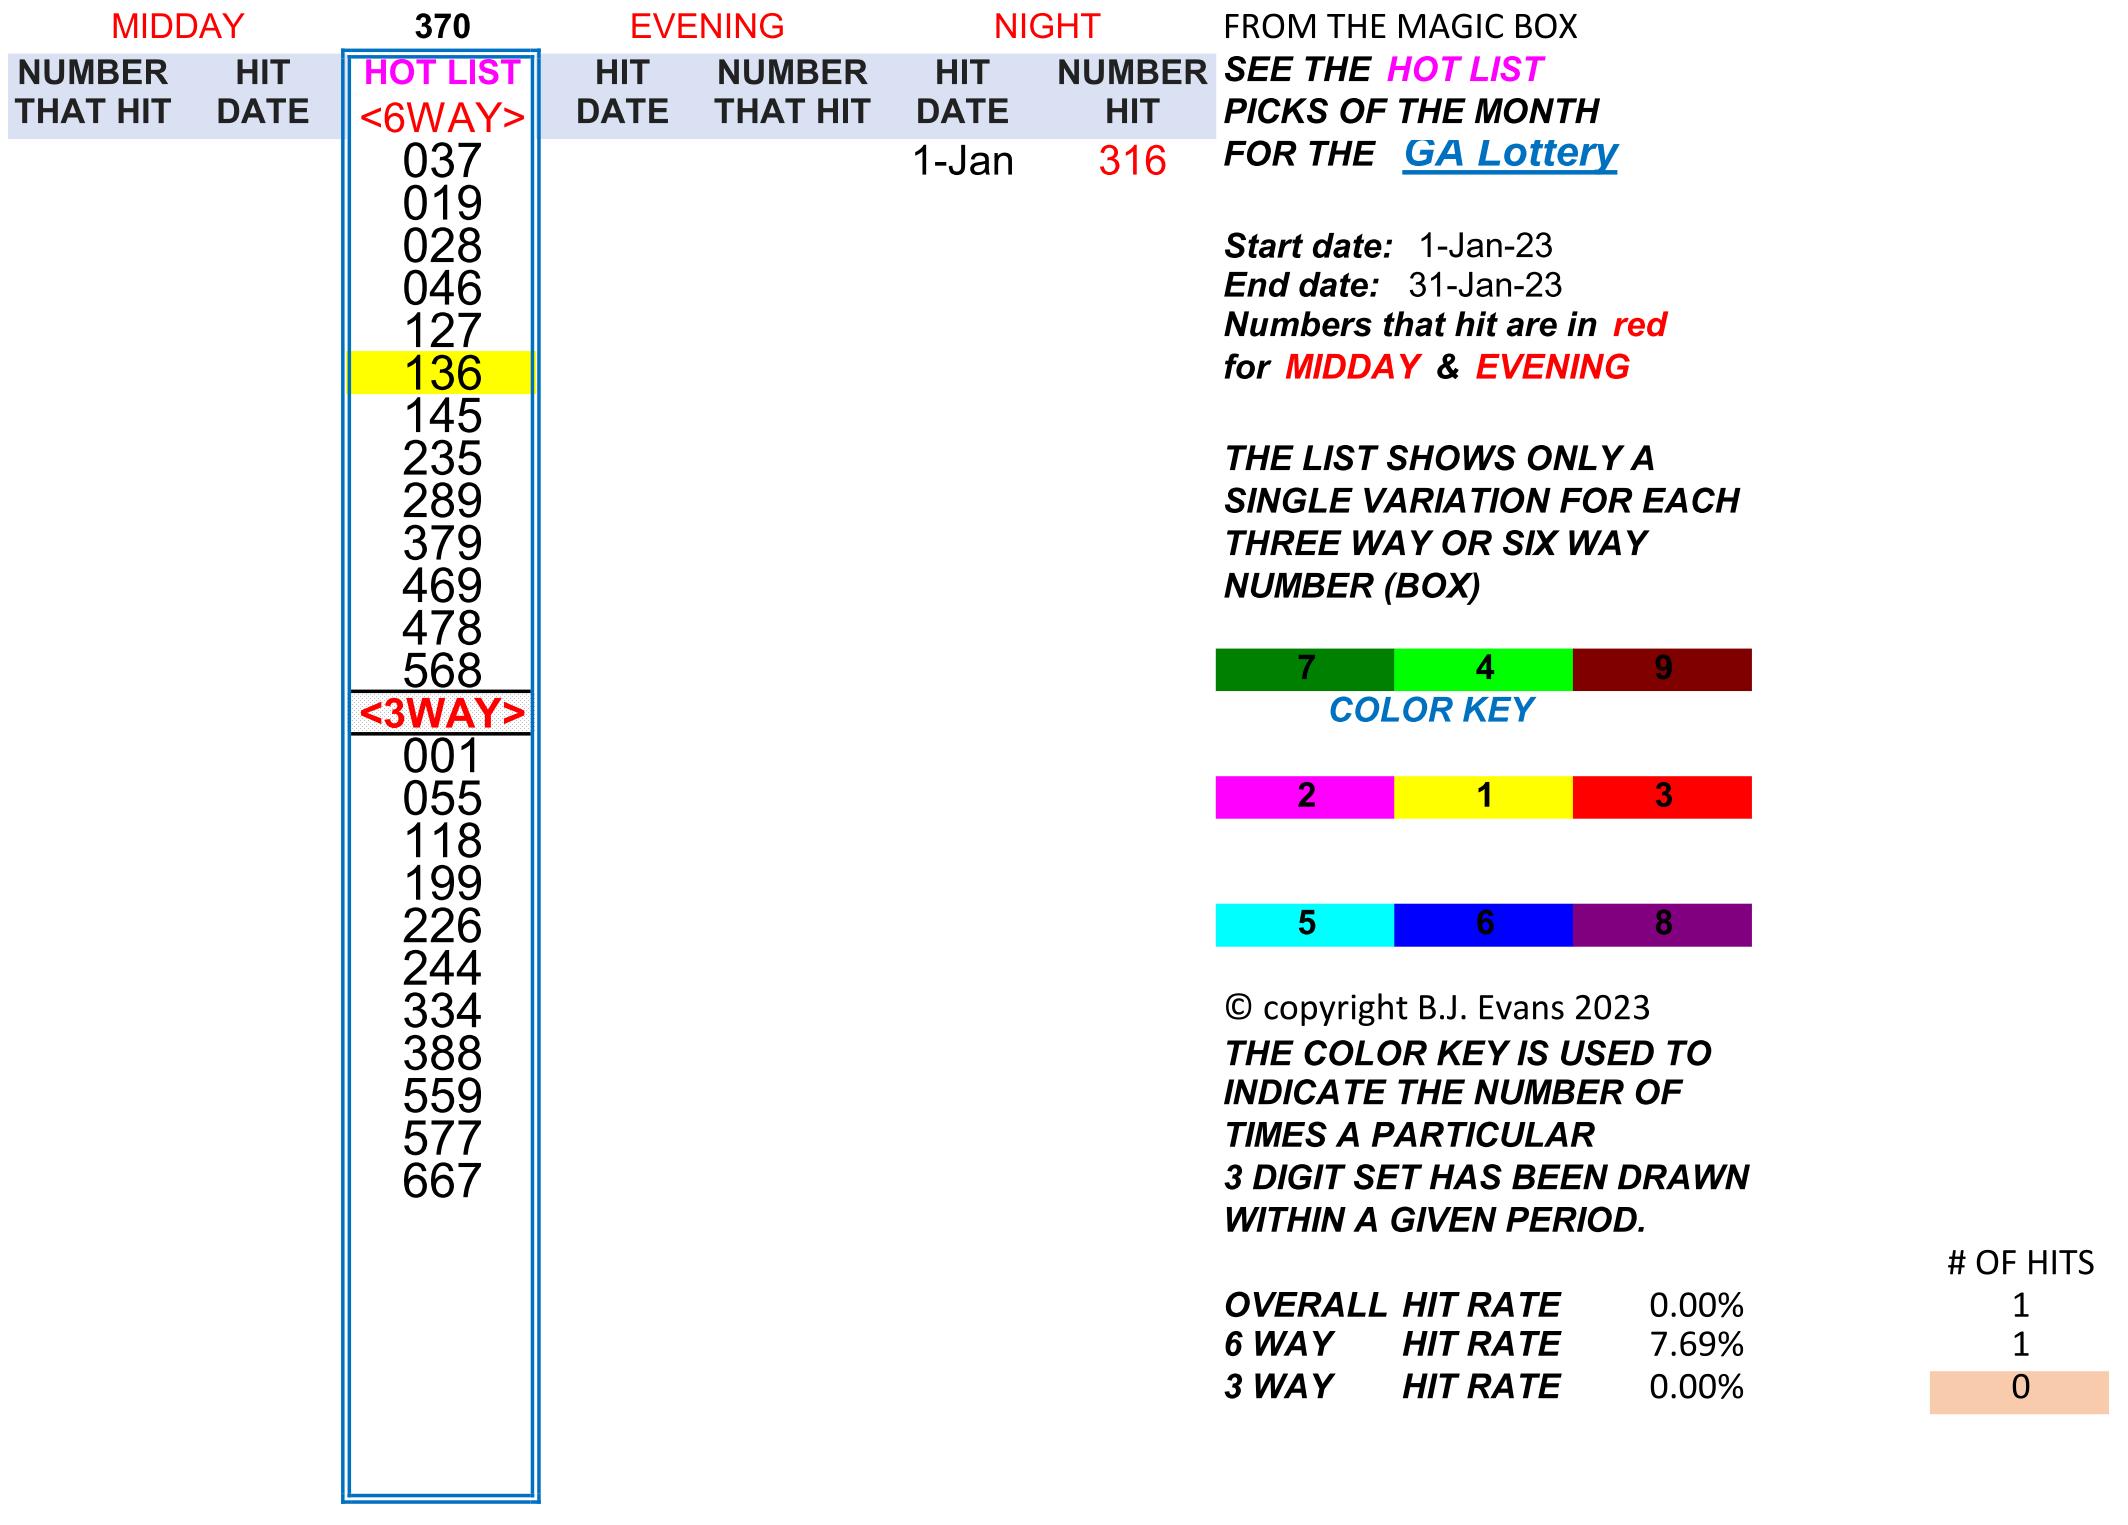 MIDDAY 370 EVENING NIGHT FROM THE MAGIC BOX
NUMBER HIT HOT LIST HIT NUMBER HIT NUMBER SEE THE HOT LIST
THAT HIT DATE <6WAY> DATE THAT HIT DATE HIT PICKS OF THE MONTH
037 1-Jan 316 FOR THE GA Lottery
019
028 Start date: 1-Jan-23
046 End date: 31-Jan-23
127 Numbers that hit are in red
136 for MIDDAY & EVENING
145
235 THE LIST SHOWS ONLY A
289 SINGLE VARIATION FOR EACH
379 THREE WAY OR SIX WAY
469 NUMBER (BOX)
478
568 7 4 9
<3WAY> COLOR KEY
001
055 2 1 3
118
199
226 5 6 8
244
334 © copyright B.J. Evans 2023
388 THE COLOR KEY IS USED TO
559 INDICATE THE NUMBER OF
577 TIMES A PARTICULAR
667 3 DIGIT SET HAS BEEN DRAWN
WITHIN A GIVEN PERIOD.
# OF HITS
OVERALL HIT RATE 0.00% 1
6 WAY HIT RATE 7.69% 1
3 WAY HIT RATE 0.00% 0